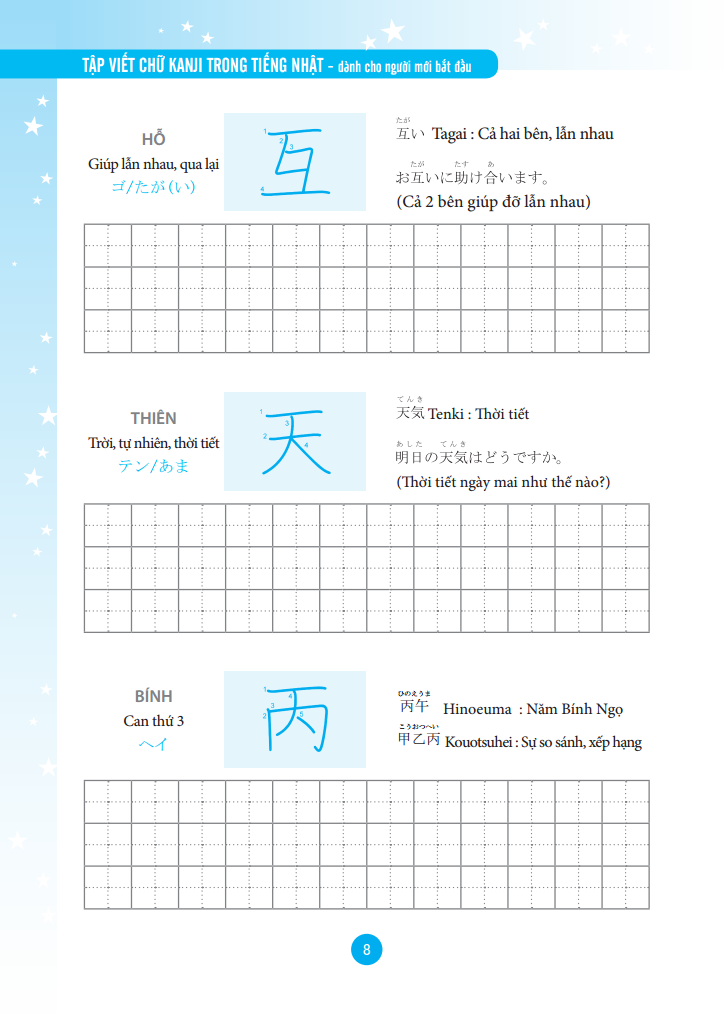 TẬP VIẾT CHỮ KANJI TRONG TIẾNG NHẬT – dành cho người mới bắt đầu
HỖ
Giúp lẫn nhau, qua lại
ゴ/たが(い)
1
2
3
4
互
たが
互い Tagai : Cả hai bên, lẫn nhau
たが たす あ
お互いに助け合います。
(Cả 2 bên giúp đỡ lẫn nhau)
THIÊN
Trời, tự nhiên, thời tiết
テン/あま
1
2
3
4
天
てんき
天気 Tenki : Thời tiết
あした てんき
明日の天気はどうですか。
(Thời tiết ngày mai như thế nào?)
BÍNH
Can thứ 3
ヘイ
1
2
3
4
5
丙
ひのえうま
丙午 Hinoeuma : Năm Bính Ngọ
こうおつへい
甲乙丙 Kouotsuhei : Sự so sánh, xếp hạng
8